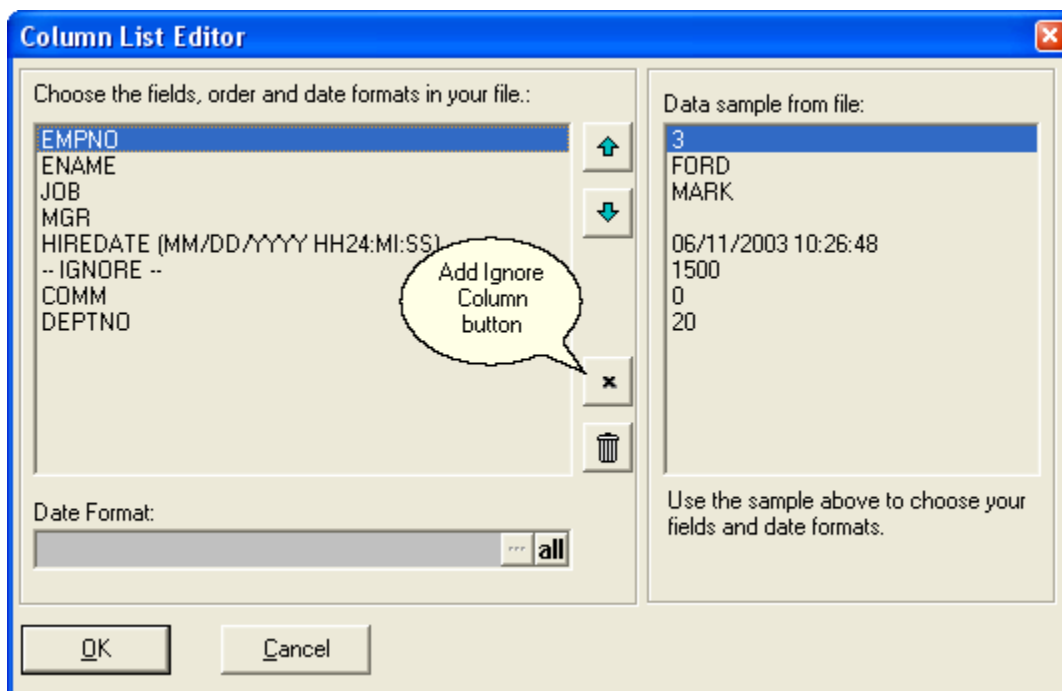 Column List Editor
Choose the fields, order and date formats in your file.:
EMPNO
ENAME
JOB
MGR
HIREDATE (MM/DD/YYYY HH24:MI:SS)
-- IGNORE --
COMM
DEPTNO
Add Ignore
Column
button
Date Format:
...
all
Data sample from file:
3
FORD
MARK
06/11/2003 10:26:48
1500
0
20
Use the sample above to choose your
fields and date formats.
OK
Cancel